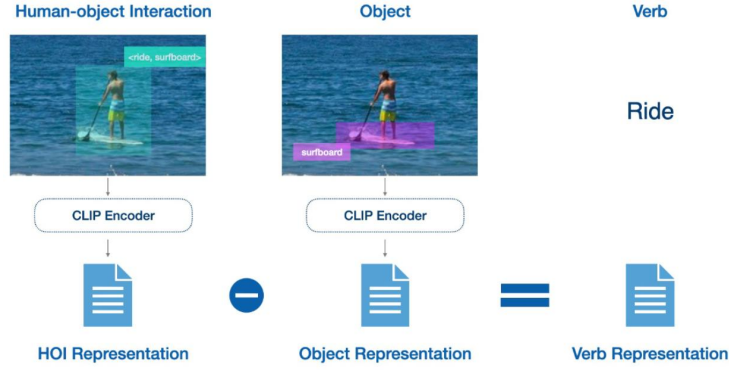 Human-object Interaction
Object
Verb
<ride, surfboard>
surfboard
Ride
CLIP Encoder
CLIP Encoder
HOI Representation
Object Representation
Verb Representation